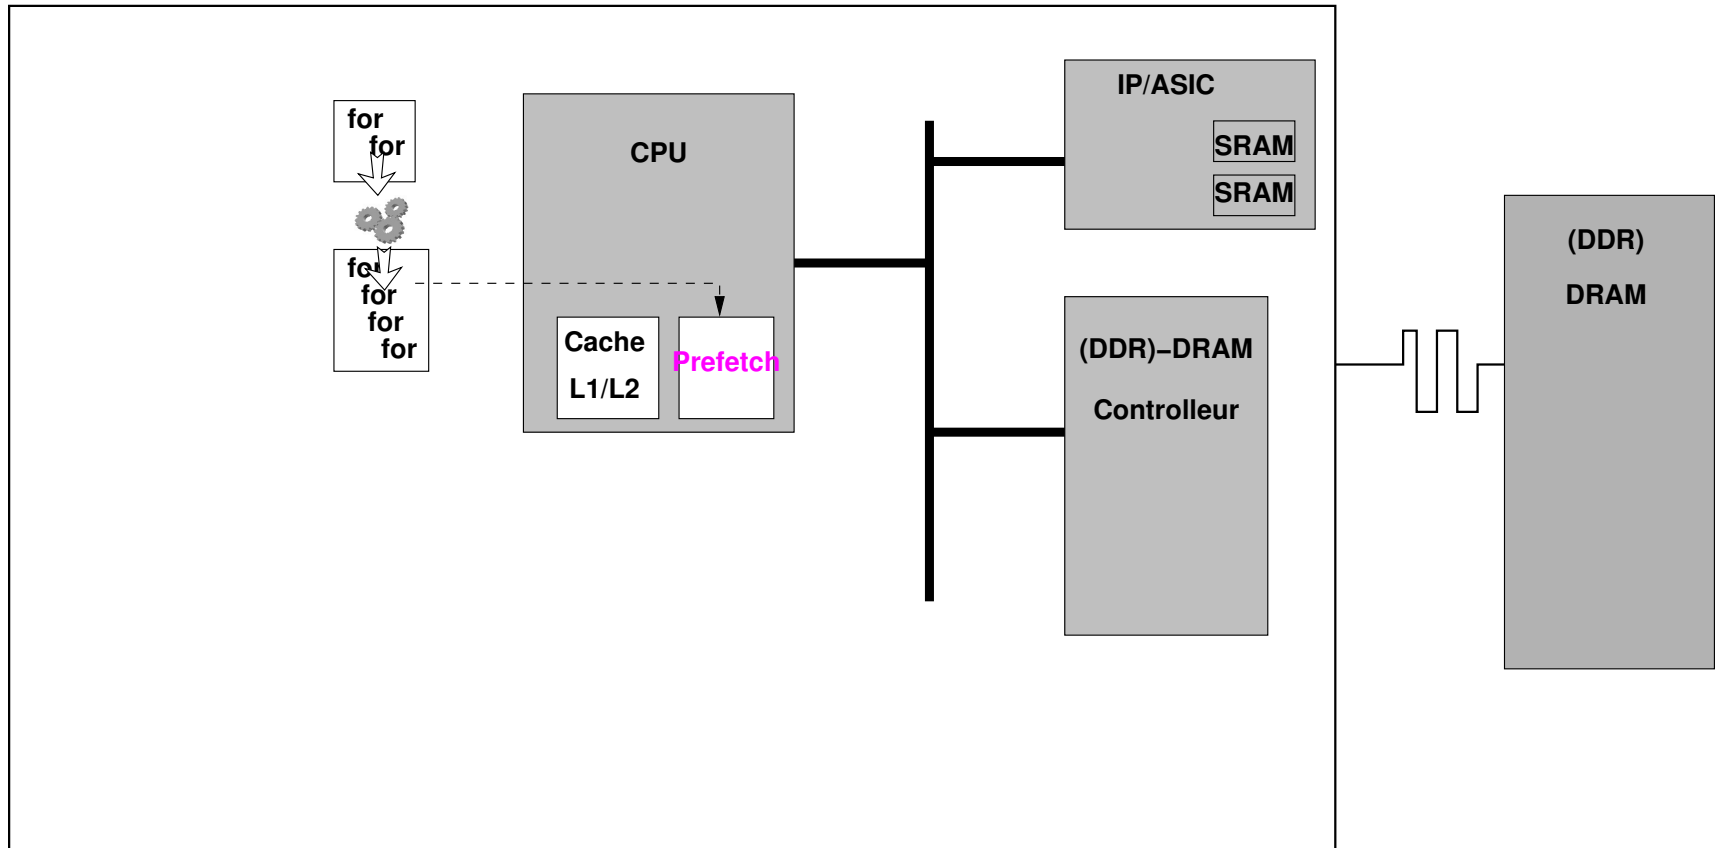 for
for
for
for
for
for
CPU
Cache
L1/L2
Prefetch
IP/ASIC
SRAM
SRAM
(DDR)–DRAM
Controlleur
(DDR)
DRAM